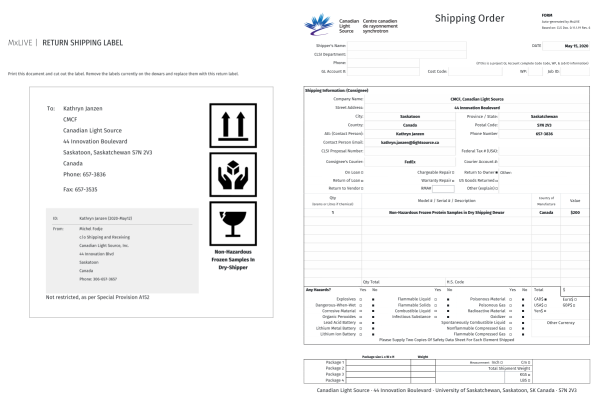 MxLIVE | RETURN SHIPPING LABEL
Print this document and cut out the label. Remove the labels currently on the dewars and replace them with this return label.
To: Kathryn Janzen
CMCF
Canadian Light Source
44 Innovation Boulevard
Saskatoon, Saskatchewan S7N 2V3
Canada
Phone: 657-3836
Fax: 657-3535
ID: Kathryn Janzen (2020-May12)
From: Michel Fodje
c/o Shipping and Receiving
Canadian Light Source, Inc.
44 Innovation Blvd
Saskatoon
Canada
Phone: 306-657-3837
Not restricted, as per Special Provision A152
Non-Hazardous
Frozen Samples in
Dry-Shipper
Canadian Light Source
Centre canadien de rayonnement synchrotron
Shipping Order
FORM
Shipper's Name:
DATE May 15, 2020
CLSI Department:
Phone:
GL Account #: Cost Code: WP: Job ID:
Shipping Information: (Consignee)
Company Name: CMCF, Canadian Light Source
Street Address: 44 Innovation Boulevard
City: Saskatoon Province / State: Saskatchewan
Country: Canada Postal Code: S7N 2V3
Attn (Contact Person): Kathryn Janzen Phone Number 657-3836
Contact Person Email: kathryn.janzen@lightsource.ca
CLSI Proposal Number: Federal Tax # (USA):
Consignee's Courier: FedEx Courier Account #:
On Loan Chargeable Repair Return to Owner Other:
Return of Loan Warranty Repair US Goods Returned
Return to Vendor RMA# Other (explain)
Qty Model # / Serial # / Description Country of Manufacture Value
1 Non-Hazardous Frozen Protein Samples in Dry Shipping Dewar Canada $200
Qty Total H.S. Code
Any Hazards? Yes No Yes No Yes No Total $
Explosives Flammable Liquid Poisonous Material CAD$ Euro$
Dangerous-When-Wet Flammable Solid Poisonous Gas USD$ GDP$
Corrosive Material Combustible Liquid Radioactive Material Yen$
Organic Peroxides Infectious Substance Oxidizer
Lead Acid Battery Spontaneously Combustible Liquid Other Currency
Lithium Metal Battery Nonflammable Compressed Gas
Lithium Ion Battery Flammable Compressed Gas
Please Supply Two Copies Of Safety Data Sheet For Each Element Shipped
Package size L x W x H Weight
Package 1 Measurement Inch Cm
Package 2 Total Shipment Weight
Package 3 KGS
Package 4 LBS
Canadian Light Source · 44 Innovation Boulevard · University of Saskatchewan, Saskatoon, SK Canada · S7N 2V3